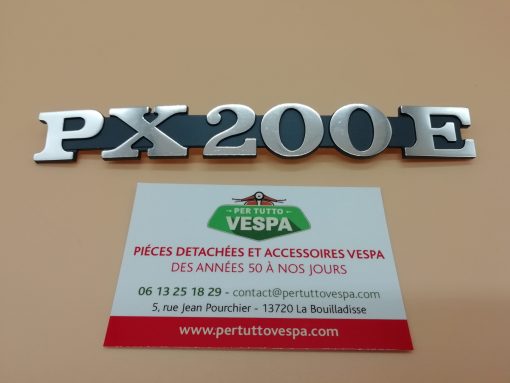 PX200E
PER TUTTO
VESPA
PIÉCES DETACHÉES ET ACCESSOIRES VESPA
DES ANNÉES 50 À NOS JOURS
06 13 25 18 29 - contact@pertuttovespa.com
5, rue Jean Pourchier - 13720 La Bouilladisse
www.pertuttovespa.com